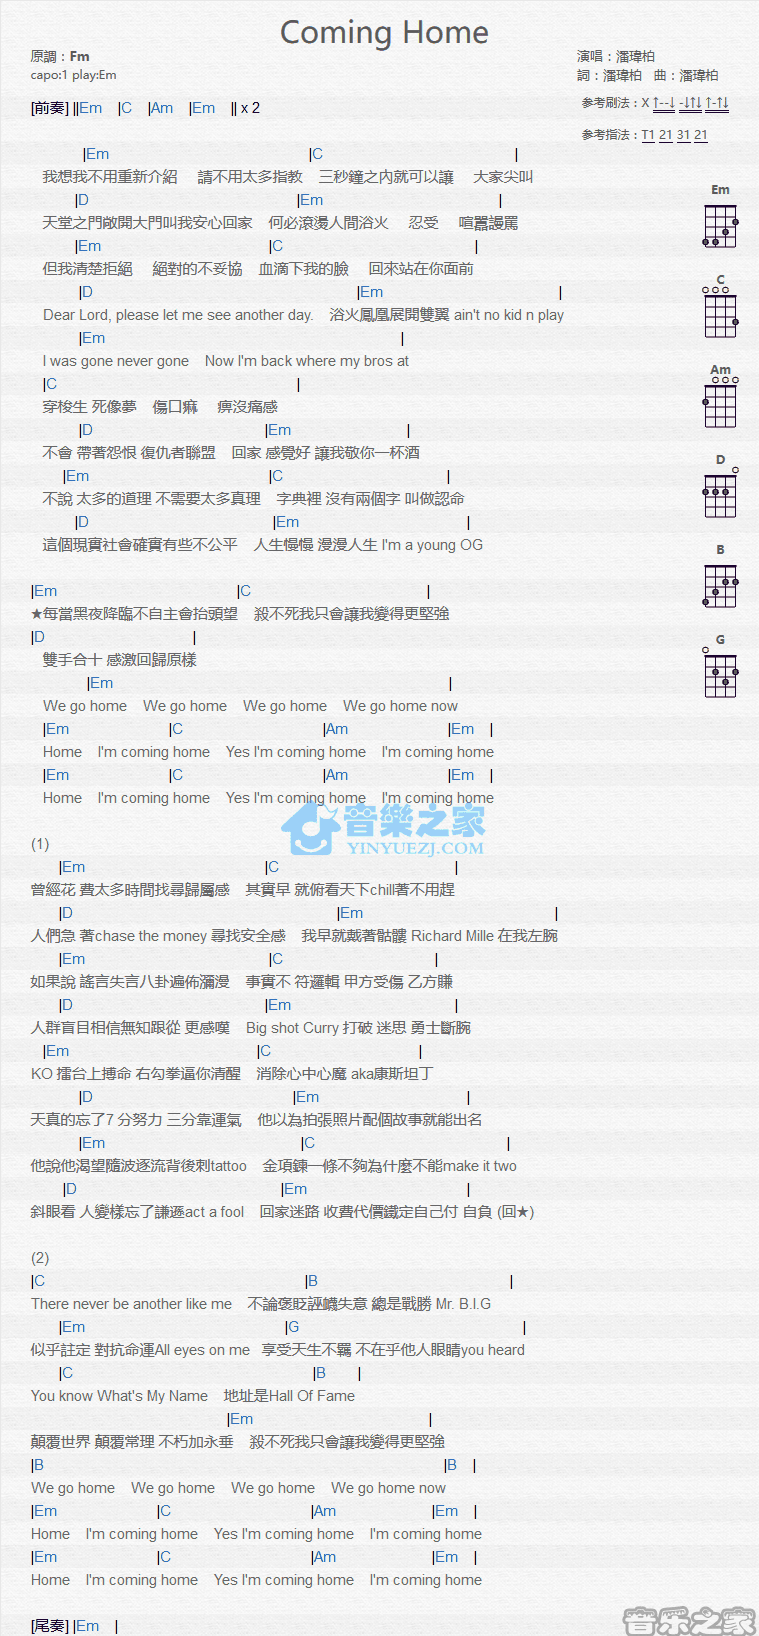 Coming Home
原調：Fm
capo:1 play:Em
演唱：潘瑋柏
詞：潘瑋柏 曲：潘瑋柏
参考刷法：X ↑--↓ -↓↑↓ ↑-↑↓
参考指法：T1 21 31 21
[前奏] ||Em |C |Am |Em || x 2
|Em |C |
我想我不用重新介紹 請不用太多指教 三秒鐘之內就可以讓 大家尖叫
|D |Em |
天堂之門敞開大門叫我安心回家 何必滾燙人間浴火 忍受 喧囂謾罵
|Em |C |
但我清楚拒絕 絕對的不妥協 血滴下我的臉 回來站在你面前
|D |Em |
Dear Lord, please let me see another day. 浴火鳳凰展開雙翼 ain't no kid n play
|Em |
I was gone never gone Now I'm back where my bros at
|C |
穿梭生 死像夢 傷口痲 痹沒痛感
|D |Em |
不會 帶著怨恨 復仇者聯盟 回家 感覺好 讓我敬你一杯酒
|Em |C |
不說 太多的道理 不需要太多真理 字典裡 沒有兩個字 叫做認命
|D |Em |
這個現實社會確實有些不公平 人生慢慢 漫漫人生 I'm a young OG
|Em |C |
★每當黑夜降臨不自主會抬頭望 殺不死我只會讓我變得更堅強
|D |
雙手合十 感激回歸原樣
|Em |
We go home We go home We go home We go home now
|Em |C |Am |Em |
Home I'm coming home Yes I'm coming home I'm coming home
|Em |C |Am |Em |
Home I'm coming home Yes I'm coming home I'm coming home
音樂之家
YINYUEZJ.COM
(1)
|Em |C |
曾經花 費太多時間找尋歸屬感 其實早 就俯看天下chill著不用趕
|D |Em |
人們急 著chase the money 尋找安全感 我早就戴著骷髏 Richard Mille 在我左腕
|Em |C |
如果說 謠言失言八卦遍佈瀰漫 事實不 符邏輯 甲方受傷 乙方賺
|D |Em |
人群盲目相信無知跟從 更感嘆 Big shot Curry 打破 迷思 勇士斷腕
|Em |C |
KO 擂台上搏命 右勾拳逼你清醒 消除心中心魔 aka康斯坦丁
|D |Em |
天真的忘了7 分努力 三分靠運氣 他以為拍張照片配個故事就能出名
|Em |C |
他說他渴望隨波逐流背後刺tattoo 金項鍊一條不夠為什麼不能make it two
|D |Em |
斜眼看 人變樣忘了謙遜act a fool 回家迷路 收費代價鐵定自己付 自負 (回★)
(2)
|C |B |
There never be another like me 不論褒貶誣衊失意 總是戰勝 Mr. B.I.G
|Em |G |
似乎註定 對抗命運All eyes on me 享受天生不羈 不在乎他人眼睛you heard
|C |B |
You know What's My Name 地址是Hall Of Fame
|Em |
顛覆世界 顛覆常理 不朽加永垂 殺不死我只會讓我變得更堅強
|B |B |
We go home We go home We go home We go home now
|Em |C |Am |Em |
Home I'm coming home Yes I'm coming home I'm coming home
|Em |C |Am |Em |
Home I'm coming home Yes I'm coming home I'm coming home
[尾奏] |Em |
Em
C
Am
D
B
G
音乐之家